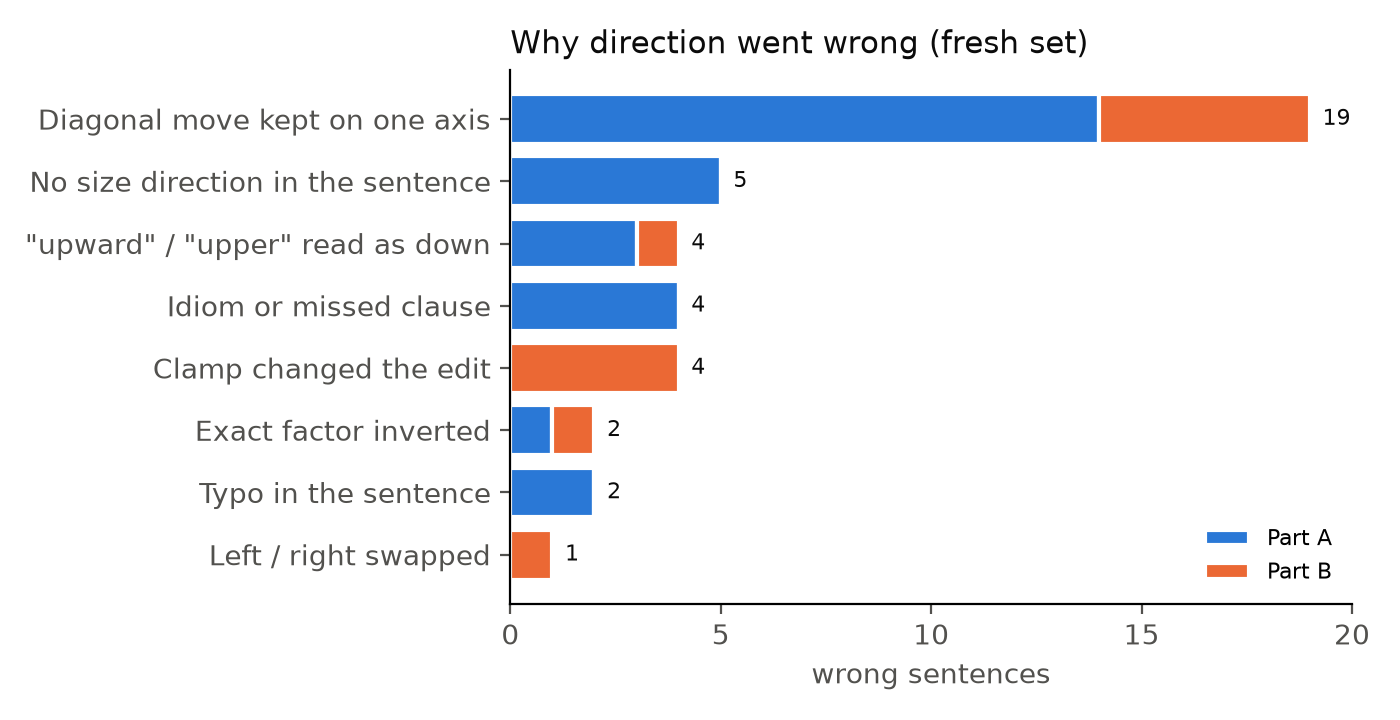 Why direction went wrong (fresh set)
Diagonal move kept on one axis
19
No size direction in the sentence
5
"upward" / "upper" read as down
4
Idiom or missed clause
4
Clamp changed the edit
4
Exact factor inverted
2
Typo in the sentence
2
Left / right swapped
1
Part A
Part B
0 5 10 15 20
wrong sentences